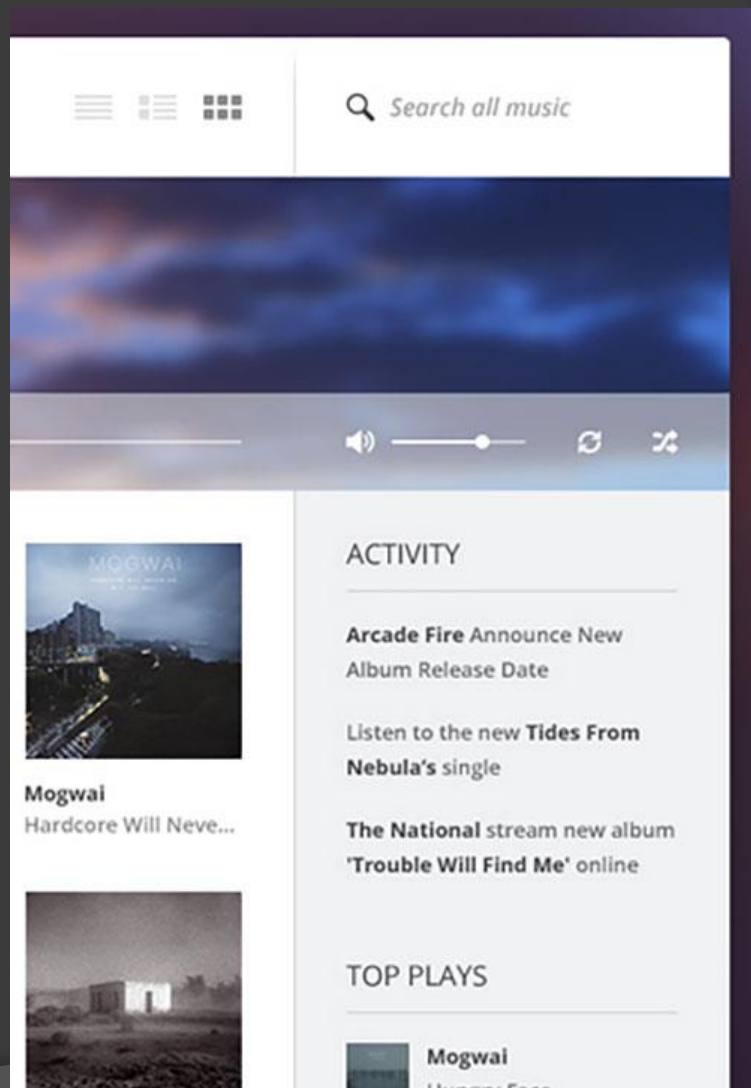 Search all music
MOGWAI
ACTIVITY
Arcade Fire Announce New
Album Release Date
Listen to the new Tides From
Nebula's single
Mogwai
Hardcore Will Neve...
The National stream new album
'Trouble Will Find Me' online
TOP PLAYS
Mogwai